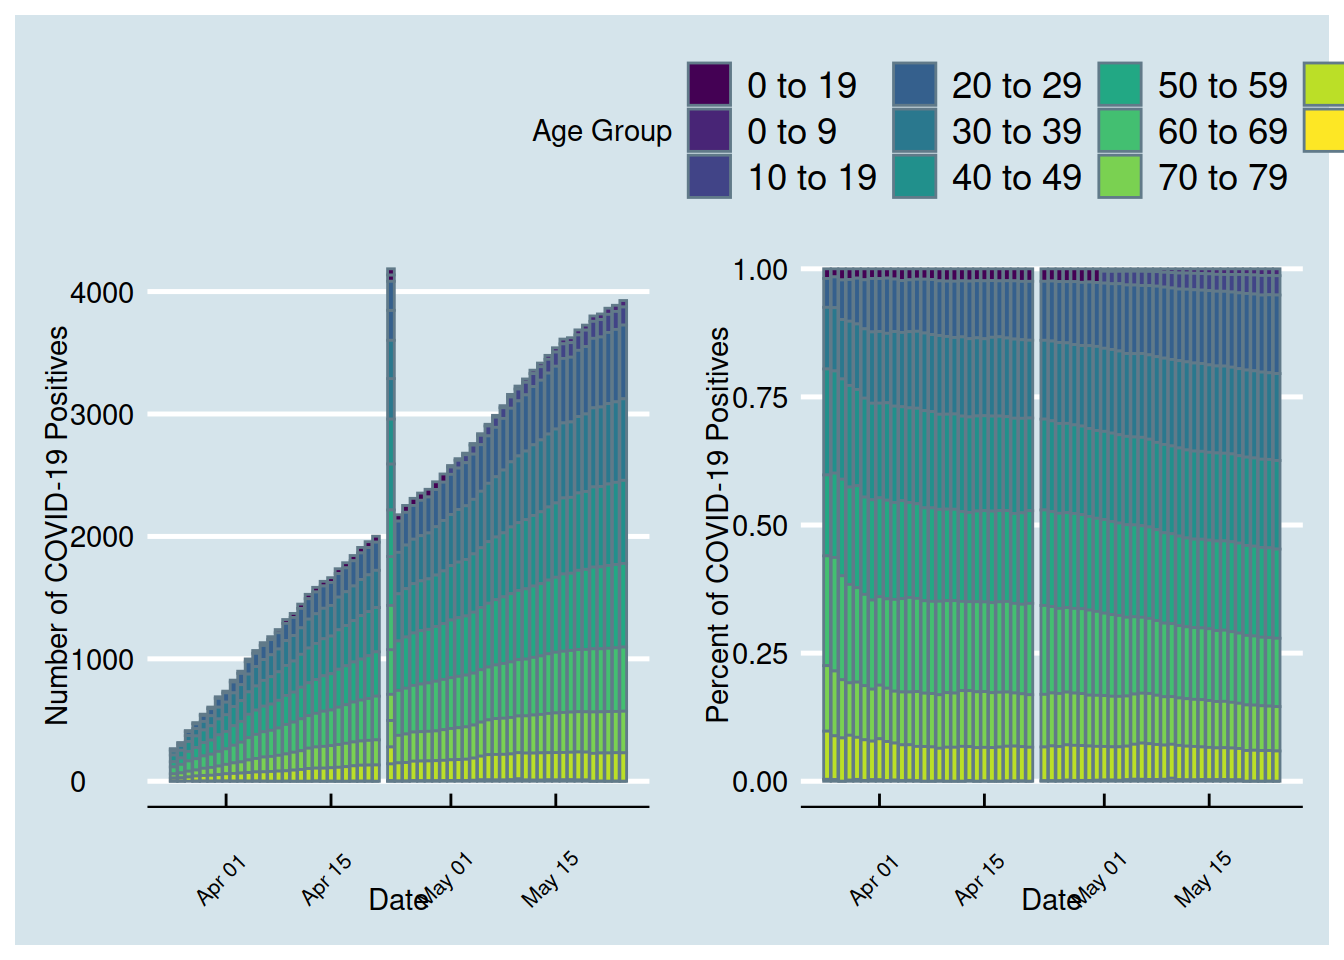 Age Group
0 to 19
0 to 9
10 to 19
20 to 29
30 to 39
40 to 49
50 to 59
60 to 69
70 to 79
Number of COVID-19 Positives
4000
3000
2000
1000
0
Apr 01
Apr 15
May 01
May 15
Date
Percent of COVID-19 Positives
1.00
0.75
0.50
0.25
0.00
Apr 01
Apr 15
May 01
May 15
Date